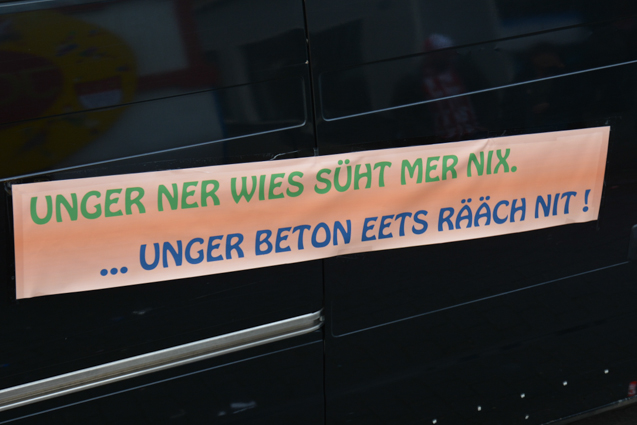 UNGER NER WIES SÜHT MER NIX.
... UNGER BETON EETS RÄÄCH NIT !